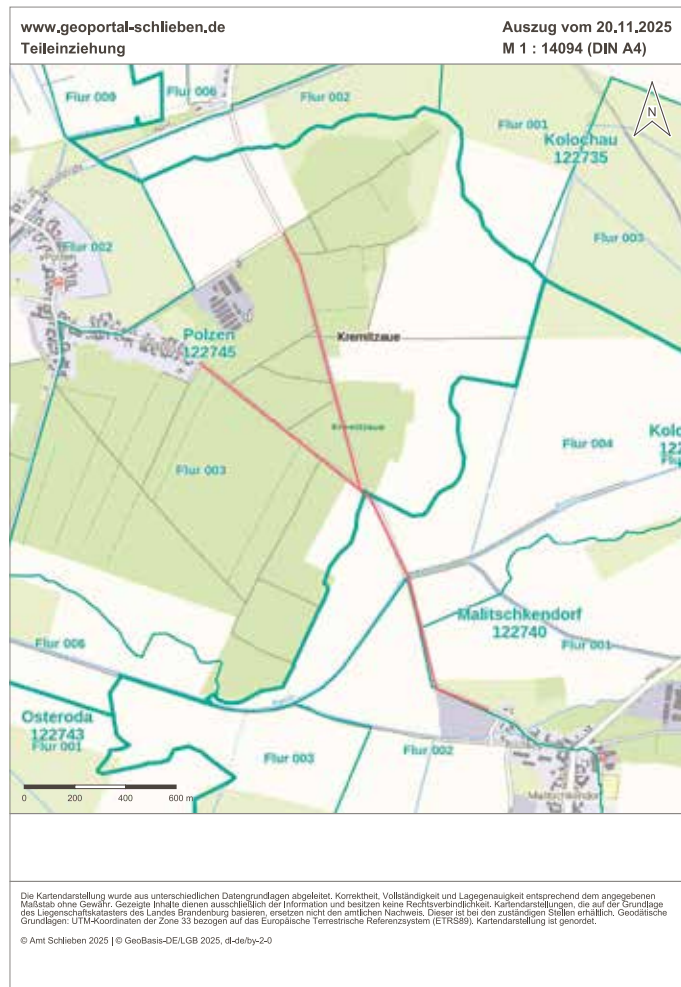 www.geoportal-schlieben.de
Auszug vom 20.11.2025
Teileinziehung
M 1 : 14094 (DIN A4)
Flur 009
Flur 006
Flur 002
Flur 001
Kolochau
122735
N
Flur 002
Flur 003
Polzen
Polzen
122745
Kremitzaue
Kremitzaue
Flur 003
Flur 004
Malitschkendorf
122740
Flur 001
Flur 006
Osteroda
122743
Flur 001
Flur 003
Flur 002
Malitschkendorf
0 200 400 600 m
Die Kartendarstellung wurde aus unterschiedlichen Datengrundlagen abgeleitet. Korrektheit, Vollständigkeit und Lagegenauigkeit entsprechend dem angegebenen
Maßstab ohne Gewähr. Gezeigte Inhalte dienen ausschließlich der Information und besitzen keine Rechtsverbindlichkeit. Kartendarstellungen, die auf der Grundlage
des Liegenschaftskatasters des Landes Brandenburg basieren, ersetzen nicht den amtlichen Nachweis. Dieser ist bei den zuständigen Stellen erhältlich. Geodätische
Grundlagen: UTM-Koordinaten der Zone 33 bezogen auf das Europäische Terrestrische Referenzsystem (ETRS89). Kartendarstellung ist genordet.
© Amt Schlieben 2025 | © GeoBasis-DE/LGB 2025, dl-de/by-2-0